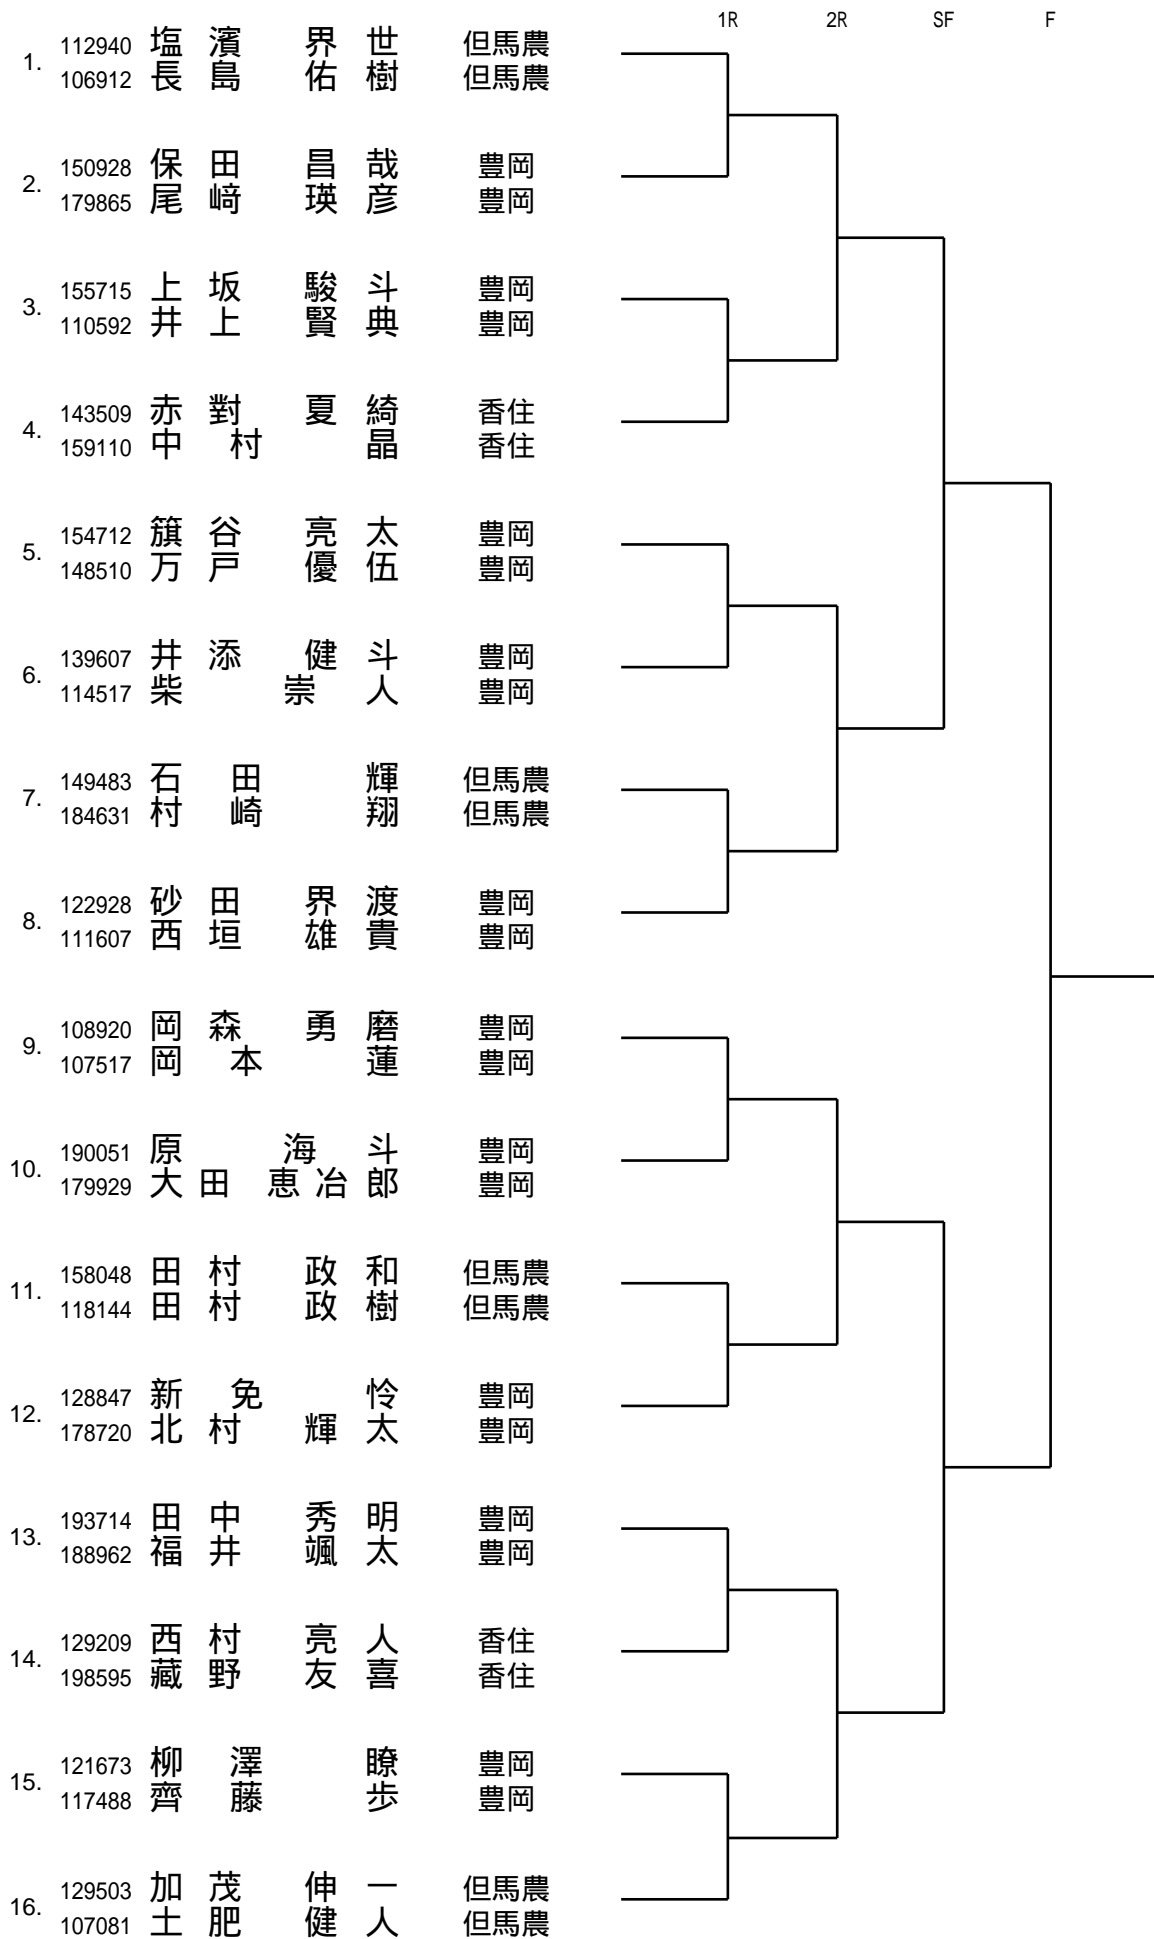 1R 2R SF F
1. 112940 塩濱 界世 但馬農
106912 長島 佑樹 但馬農
2. 150928 保田 昌哉 豊岡
179865 尾﨑 瑛彦 豊岡
3. 155715 上坂 駿斗 豊岡
110592 井上 賢典 豊岡
4. 143509 赤對 夏綺 香住
159110 中村 晶 香住
5. 154712 籏谷 亮太 豊岡
148510 万戸 優伍 豊岡
6. 139607 井添 健斗 豊岡
114517 柴 崇人 豊岡
7. 149483 石田 輝 但馬農
184631 村崎 翔 但馬農
8. 122928 砂田 界渡 豊岡
111607 西垣 雄貴 豊岡
9. 108920 岡森 勇磨 豊岡
107517 岡本 蓮 豊岡
10. 190051 原 海斗 豊岡
179929 大田 恵冶郎 豊岡
11. 158048 田村 政和 但馬農
118144 田村 政樹 但馬農
12. 128847 新免 怜 豊岡
178720 北村 輝太 豊岡
13. 193714 田中 秀明 豊岡
188962 福井 颯太 豊岡
14. 129209 西村 亮人 香住
198595 藏野 友喜 香住
15. 121673 柳澤 瞭 豊岡
117488 齊藤 歩 豊岡
16. 129503 加茂 伸一 但馬農
107081 土肥 健人 但馬農